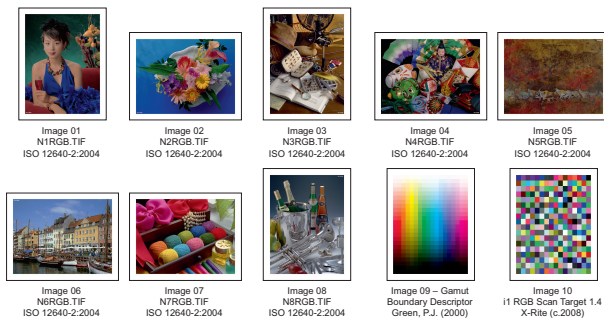 Image 01
N1RGB.TIF
ISO 12640-2:2004
Image 02
N2RGB.TIF
ISO 12640-2:2004
Image 03
N3RGB.TIF
ISO 12640-2:2004
Image 04
N4RGB.TIF
ISO 12640-2:2004
Image 05
N5RGB.TIF
ISO 12640-2:2004
Image 06
N6RGB.TIF
ISO 12640-2:2004
Image 07
N7RGB.TIF
ISO 12640-2:2004
Image 08
N8RGB.TIF
ISO 12640-2:2004
Image 09 – Gamut
Boundary Descriptor
Green, P.J. (2000)
Image 10
i1 RGB Scan Target 1.4
X-Rite (c.2008)